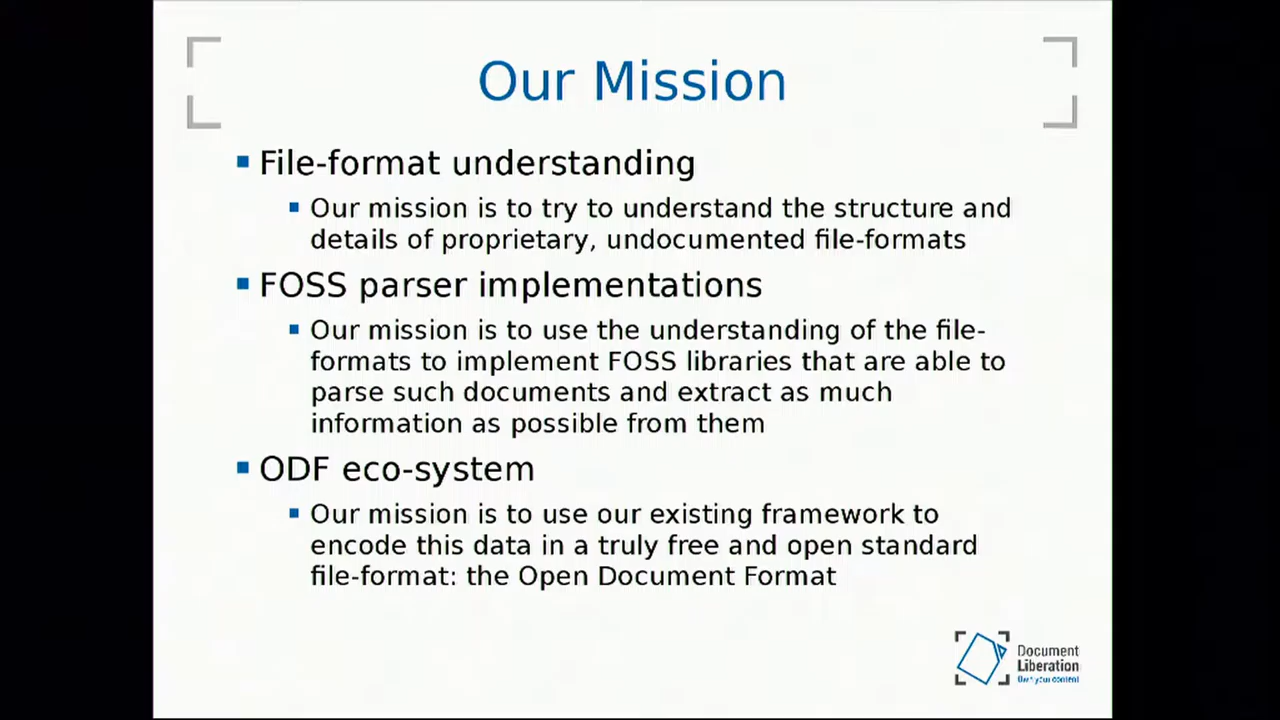 Our Mission
File-format understanding
Our mission is to try to understand the structure and
details of proprietary, undocumented file-formats
FOSS parser implementations
Our mission is to use the understanding of the file-
formats to implement FOSS libraries that are able to
parse such documents and extract as much
information as possible from them
ODF eco-system
Our mission is to use our existing framework to
encode this data in a truly free and open standard
file-format: the Open Document Format
Document
Liberation
your content